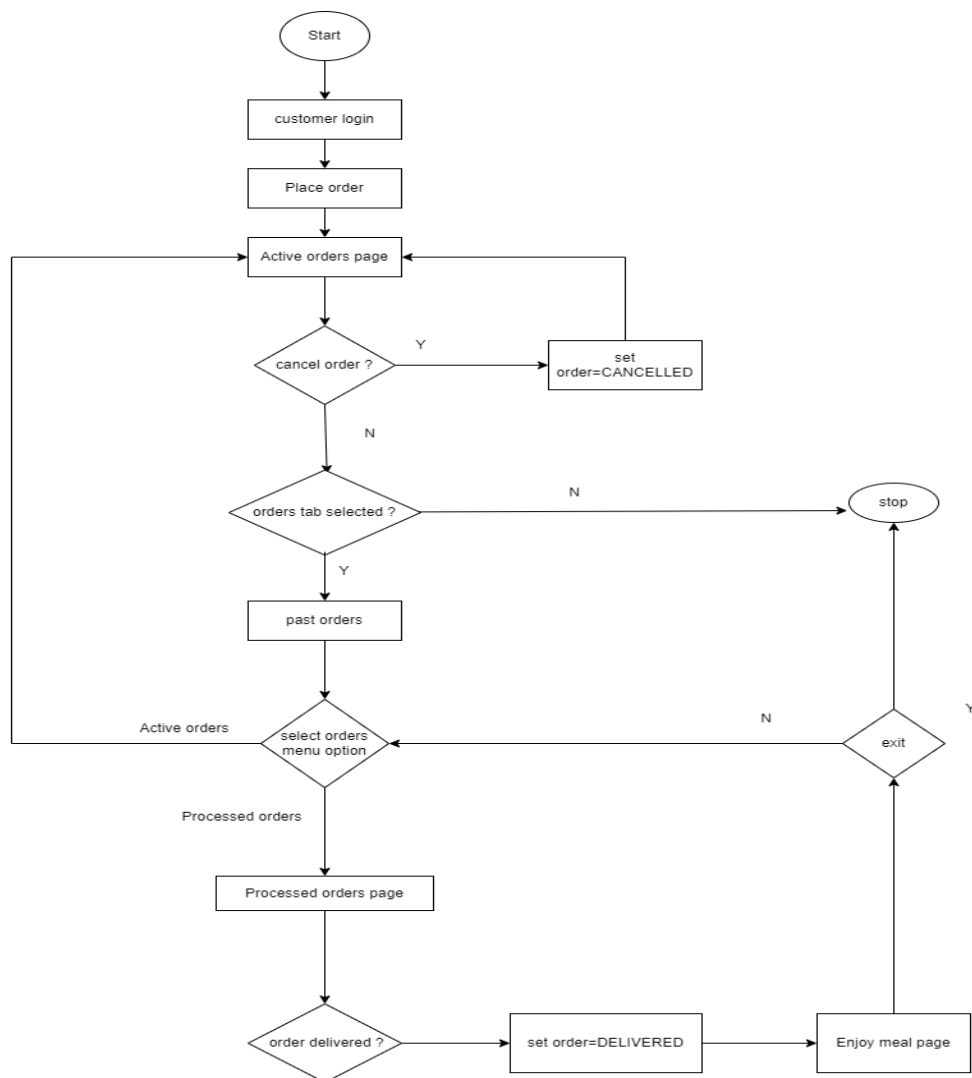 Start
customer login
Place order
Active orders page
cancel order ?
Y
set
order=CANCELLED
N
orders tab selected ?
N
stop
Y
past orders
Active orders
select orders
menu option
N
exit
Y
Processed orders
Processed orders page
order delivered ?
set order=DELIVERED
Enjoy meal page